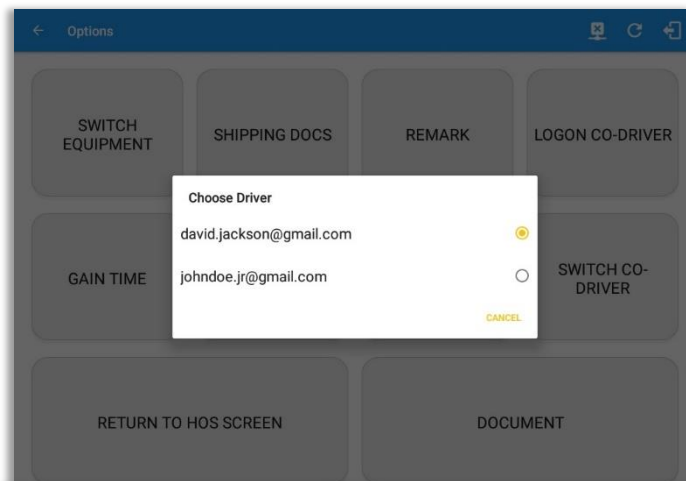 Options
SWITCH
EQUIPMENT
SHIPPING DOCS
REMARK
LOGON CO-DRIVER
Choose Driver
david.jackson@gmail.com
johndoe.jr@gmail.com
CANCEL
GAIN TIME
SWITCH CO-
DRIVER
RETURN TO HOS SCREEN
DOCUMENT